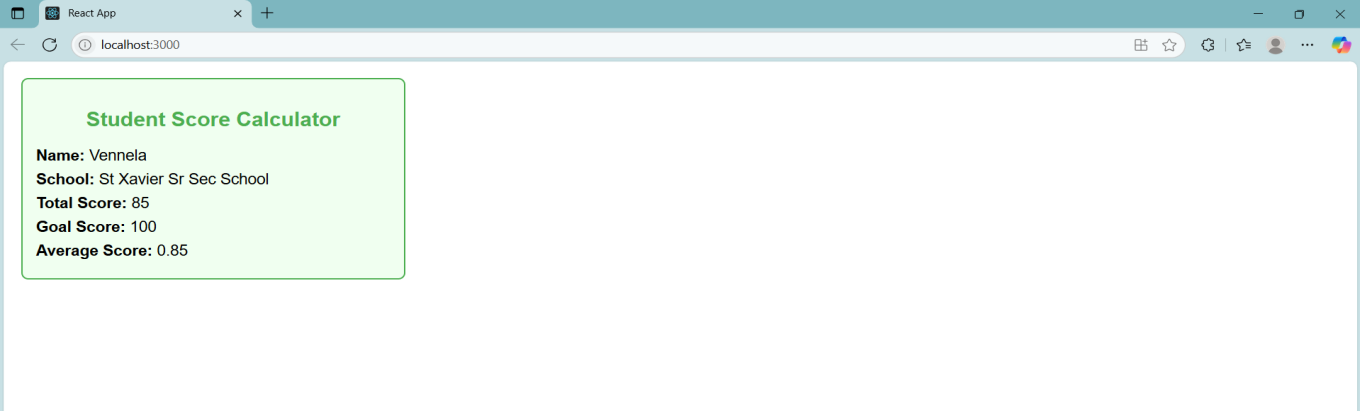 React App
localhost:3000
Student Score Calculator
Name: Vennela
School: St Xavier Sr Sec School
Total Score: 85
Goal Score: 100
Average Score: 0.85